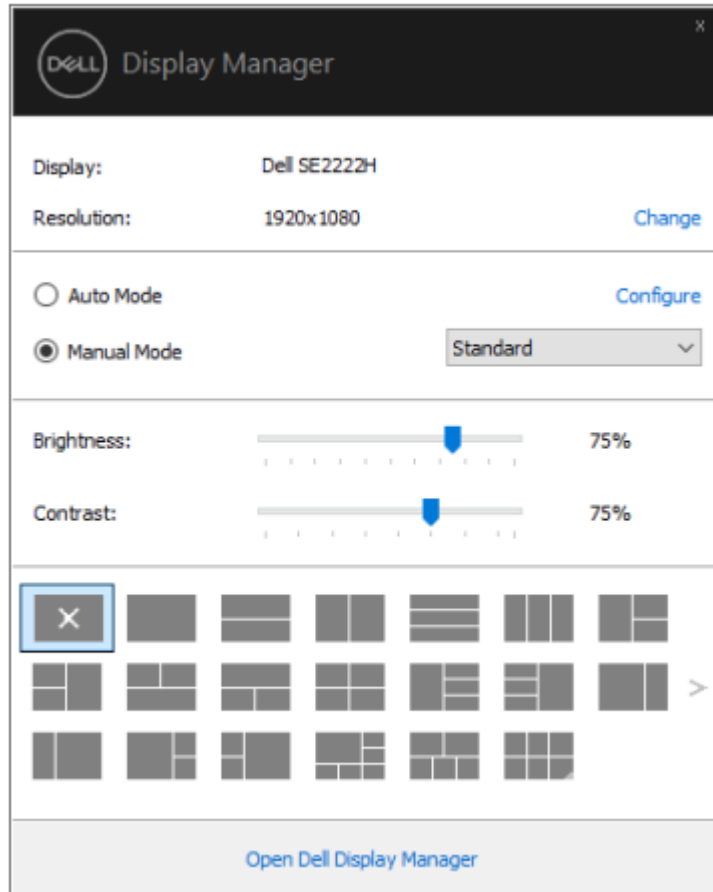 x
DELL Display Manager
Display: Dell SE2222H
Resolution: 1920x1080 Change
Auto Mode Configure
Manual Mode Standard
Brightness: 75%
Contrast: 75%
Open Dell Display Manager